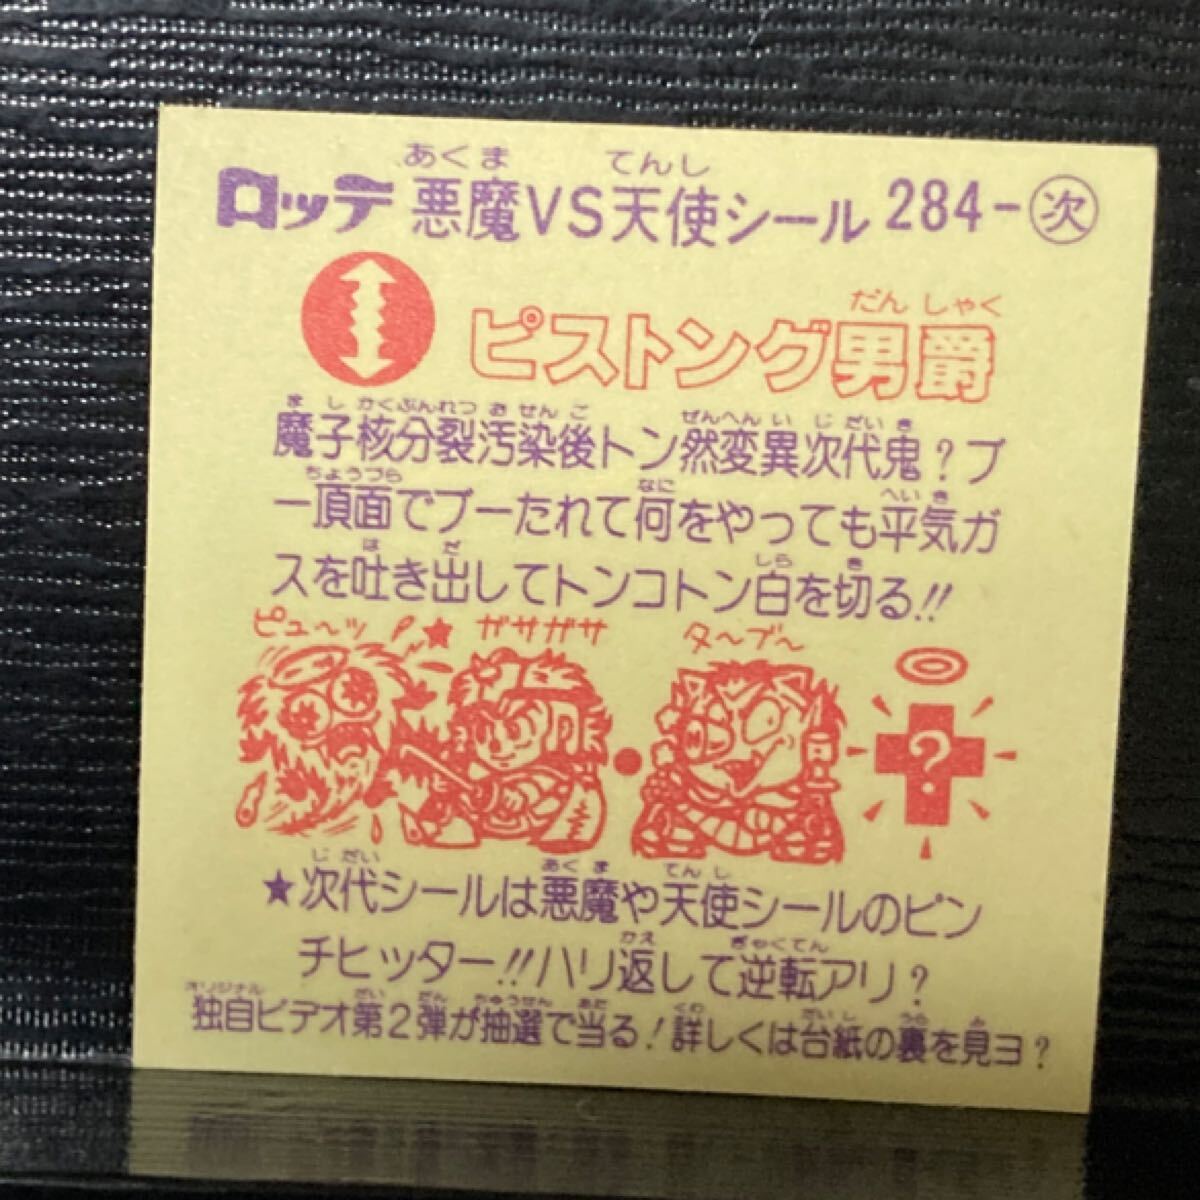 あくま てんし
ロッテ 悪魔VS天使シール 284-次
だんしゃく
ピストング男爵
ましかくぶんれつおせんご ぜんへんいじだいき
魔子核分裂汚染後トン然変異次代鬼?ブ
ちょうづら なに へいき
ー頂面でブーたれて何をやっても平気ガ
は だ しら き
スを吐き出してトンコトン白を切る!!
ピュ〜ッ ガサガサ タ〜ブ〜
?
じだい あくま てんし
★次代シールは悪魔や天使シールのピン
かえ ぎゃくてん
チヒッター!!ハリ返して逆転アリ?
オリジナル だい だん ちゅうせん あた くわ だいし うら み
独自ビデオ第2弾が抽選で当る!詳しくは台紙の裏を見ヨ?